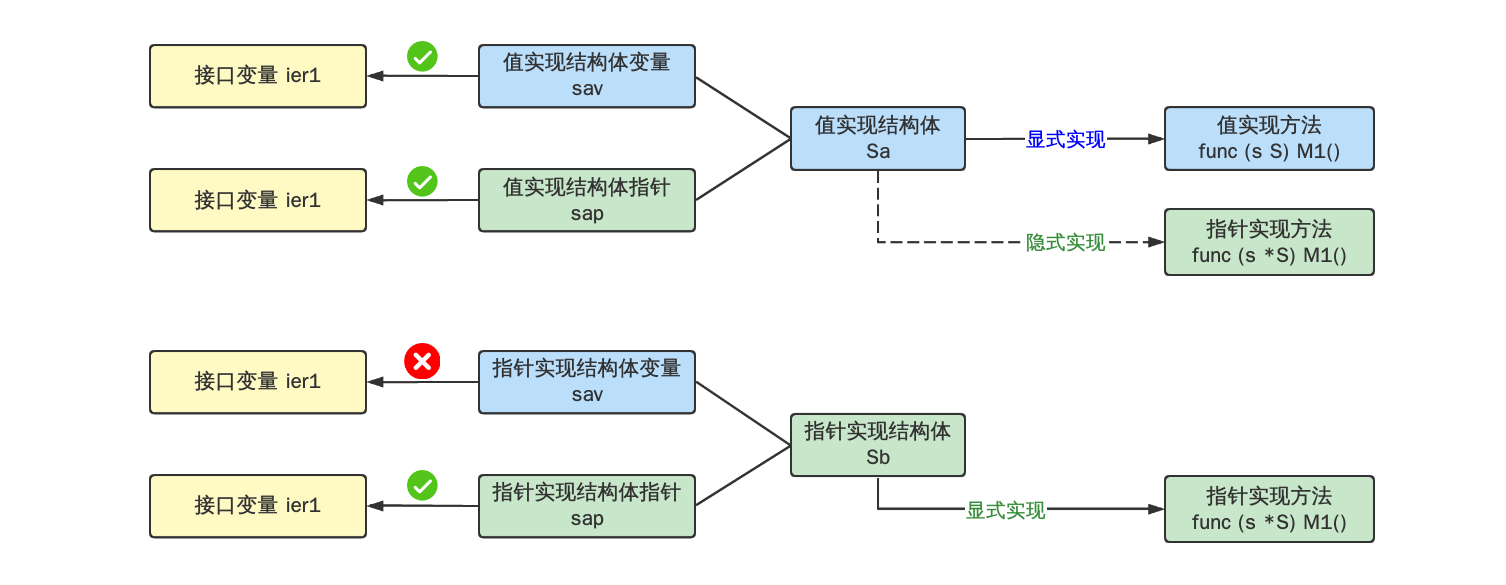 接口变量 ier1
值实现结构体变量
sav
值实现结构体
Sa
显式实现
值实现方法
func (s S) M1()
接口变量 ier1
值实现结构体指针
sap
隐式实现
指针实现方法
func (s *S) M1()
接口变量 ier1
指针实现结构体变量
sav
指针实现结构体
Sb
接口变量 ier1
指针实现结构体指针
sap
显式实现
指针实现方法
func (s *S) M1()